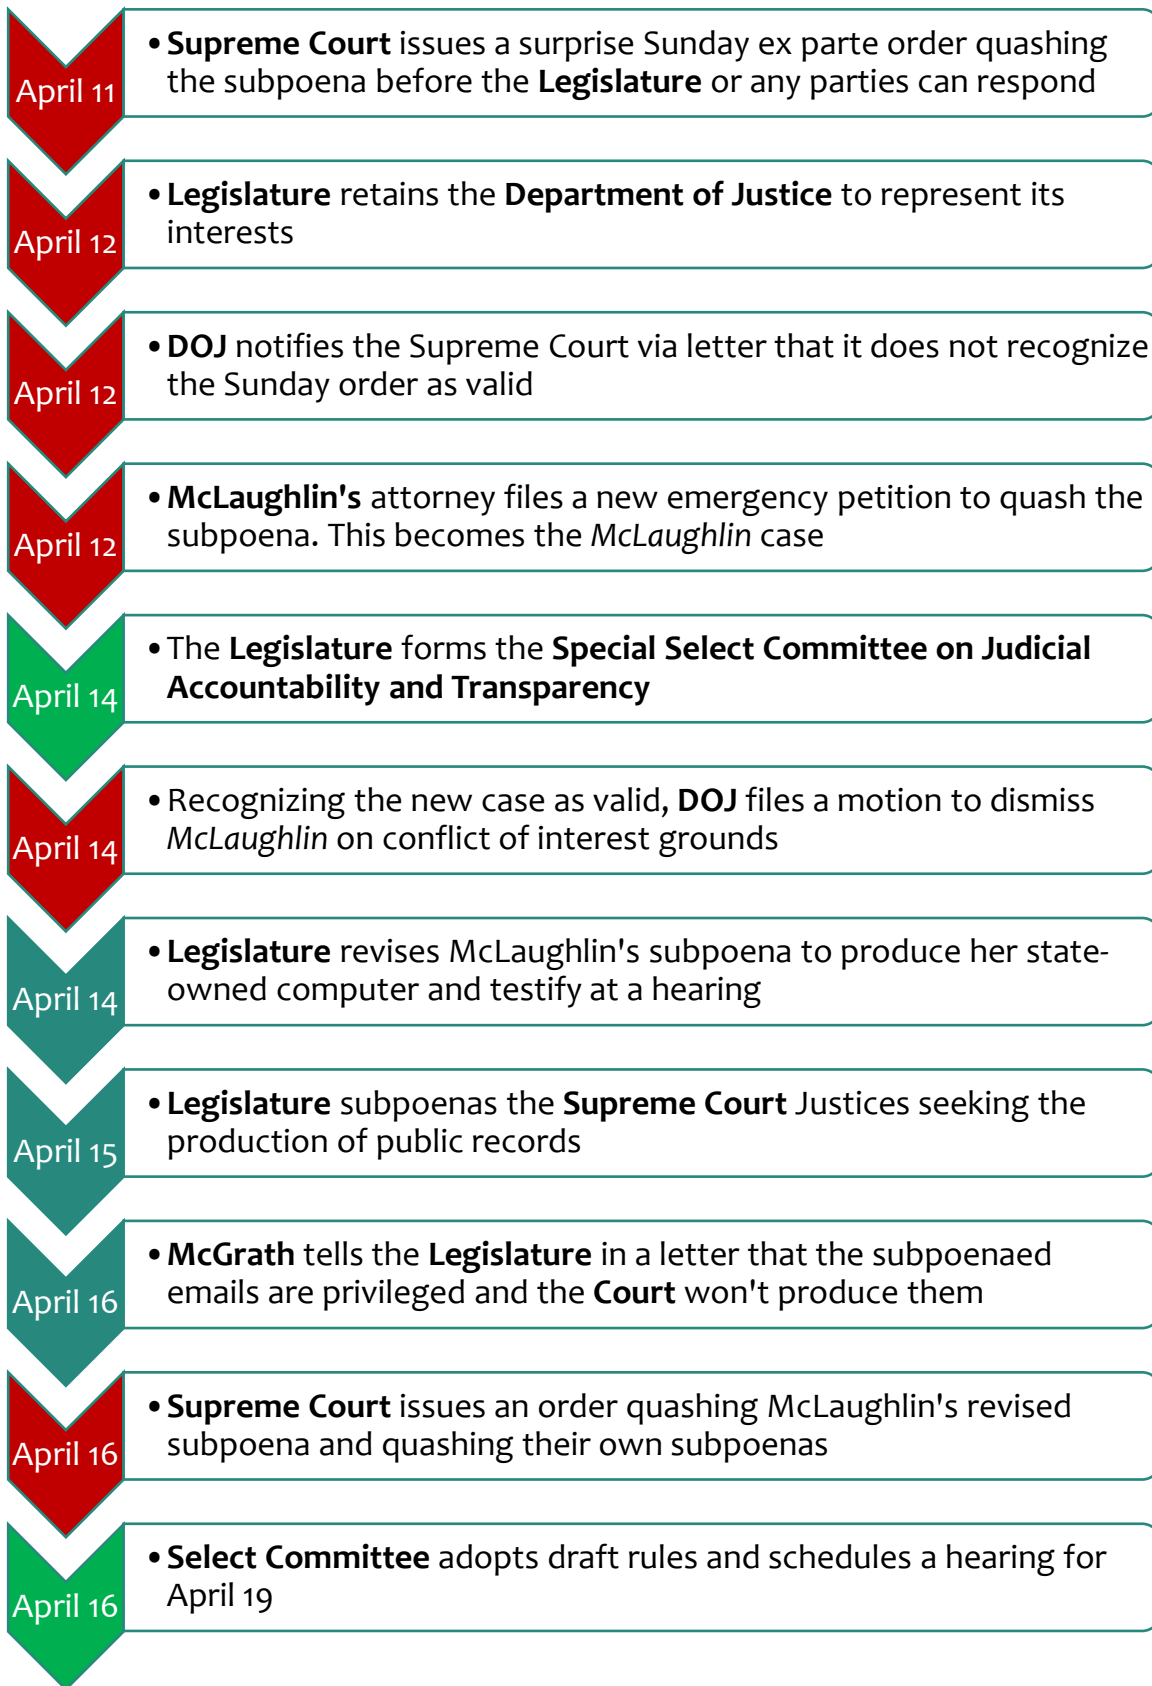 April 11
• Supreme Court issues a surprise Sunday ex parte order quashing
the subpoena before the Legislature or any parties can respond
April 12
• Legislature retains the Department of Justice to represent its
interests
April 12
• DOJ notifies the Supreme Court via letter that it does not recognize
the Sunday order as valid
April 12
• McLaughlin's attorney files a new emergency petition to quash the
subpoena. This becomes the McLaughlin case
April 14
• The Legislature forms the Special Select Committee on Judicial
Accountability and Transparency
April 14
• Recognizing the new case as valid, DOJ files a motion to dismiss
McLaughlin on conflict of interest grounds
April 14
• Legislature revises McLaughlin's subpoena to produce her state-
owned computer and testify at a hearing
April 15
• Legislature subpoenas the Supreme Court Justices seeking the
production of public records
April 16
• McGrath tells the Legislature in a letter that the subpoenaed
emails are privileged and the Court won't produce them
April 16
• Supreme Court issues an order quashing McLaughlin's revised
subpoena and quashing their own subpoenas
April 16
• Select Committee adopts draft rules and schedules a hearing for
April 19